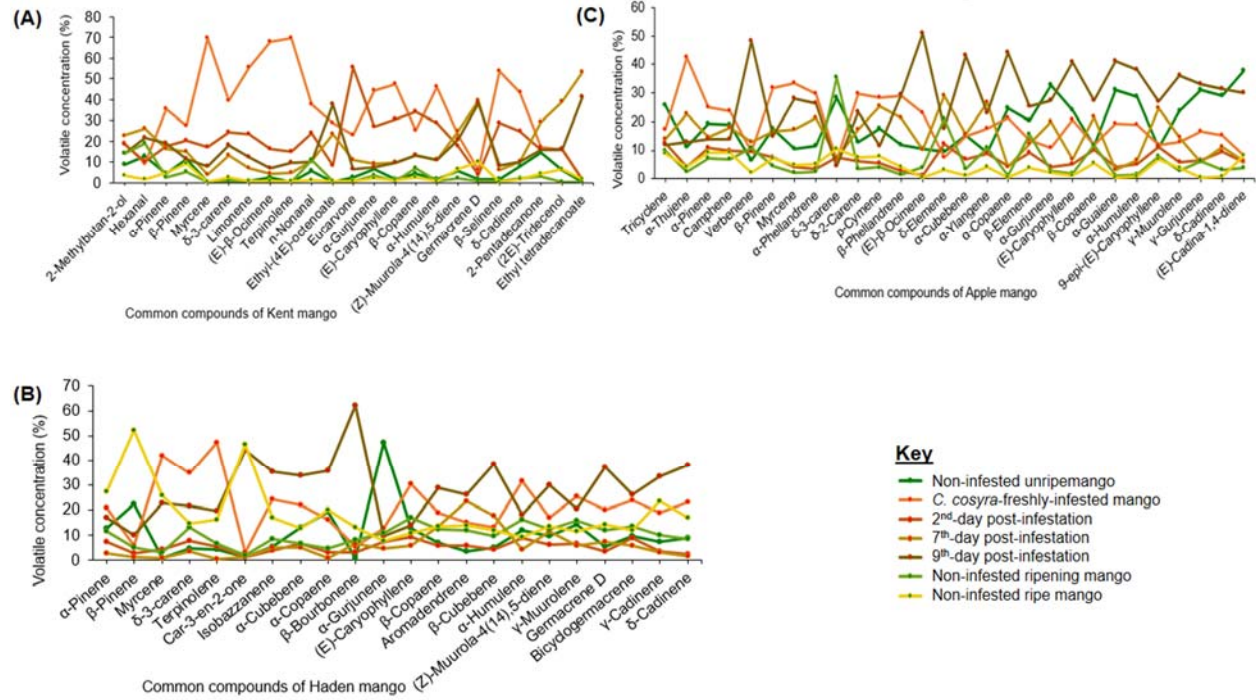 (A)
Volatile concentration (%)
80
70
60
50
40
30
20
10
0
2-Methylbutan-2-ol
Hexanal
α-Pinene
β-Pinene
Myrcene
δ-3-carene
Limonene
(E)-β-Ocimene
Terpinolene
n-Nonanal
Ethyl-(4E)-octenoate
Eucarvone
α-Gurjunene
(E)-Caryophyllene
β-Copaene
α-Humulene
(Z)-Muurola-4(14),5-diene
Germacrene D
β-Selinene
δ-Cadinene
2-Pentadecanone
(2E)-Tridecenol
Ethyl tetradecanoate
Common compounds of Kent mango
(C)
Volatile concentration (%)
60
50
40
30
20
10
0
Tricyclene
α-Thujene
α-Pinene
Camphene
Verbenene
β-Pinene
Myrcene
α-Phellandrene
δ-3-carene
δ-2-Carene
p-Cymene
β-Phellandrene
(E)-β-Ocimene
δ-Elemene
α-Cubebene
α-Ylangene
α-Copaene
β-Elemene
α-Gurjunene
(E)-Caryophyllene
β-Copaene
α-Guaiene
α-Humulene
9-epi-(E)-Caryophyllene
γ-Muurolene
γ-Gurjunene
δ-Cadinene
(E)-Cadina-1,4-diene
Common compounds of Apple mango
(B)
Volatile concentration (%)
70
60
50
40
30
20
10
0
α-Pinene
β-Pinene
Myrcene
δ-3-carene
Terpinolene
Car-3-en-2-one
Isobazzanene
α-Cubebene
α-Copaene
β-Bourbonene
α-Gurjunene
(E)-Caryophyllene
β-Copaene
Aromadendrene
β-Cubebene
α-Humulene
(Z)-Muurola-4(14),5-diene
γ-Muurolene
Germacrene D
Bicyclogermacrene
γ-Cadinene
δ-Cadinene
Common compounds of Haden mango
Key
Non-infested unripemango
C. cosyra-freshly-infested mango
2nd-day post-infestation
7th-day post-infestation
9th-day post-infestation
Non-infested ripening mango
Non-infested ripe mango